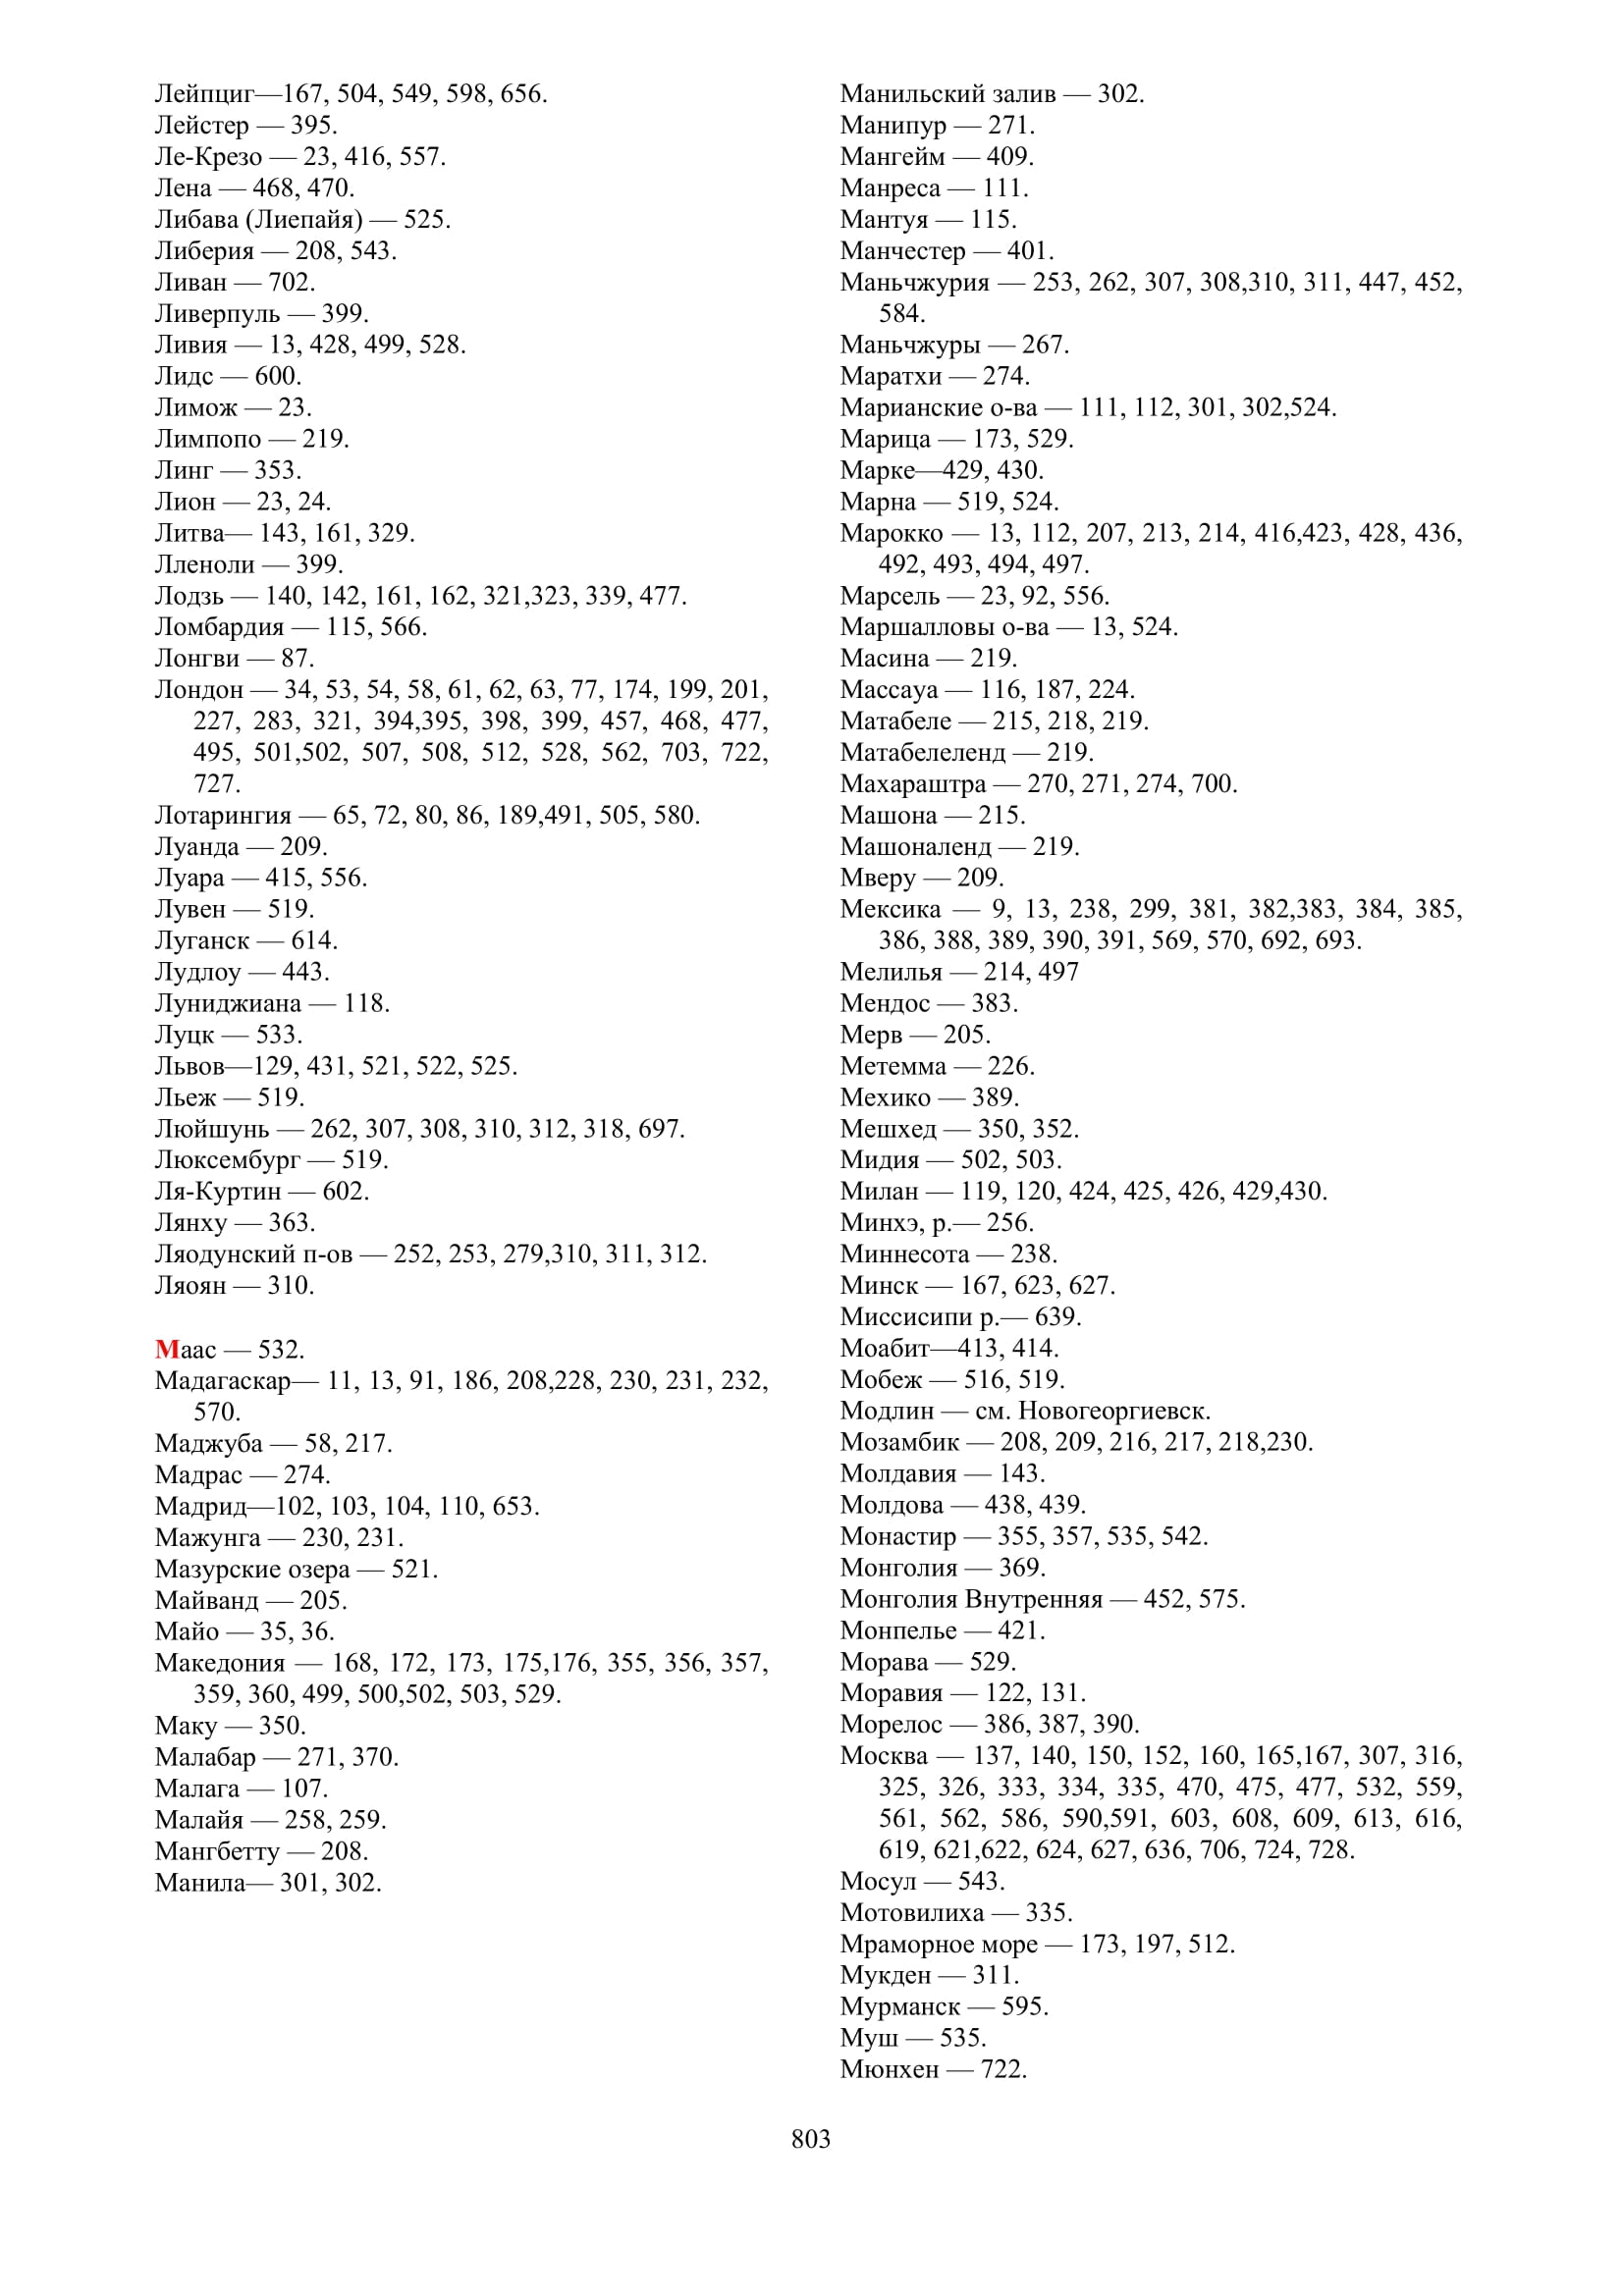 Лейпциг—167, 504, 549, 598, 656.
Лейстер — 395.
Ле-Крезо — 23, 416, 557.
Лена — 468, 470.
Либава (Лиепайя) — 525.
Либерия — 208, 543.
Ливан — 702.
Ливерпуль — 399.
Ливия — 13, 428, 499, 528.
Лидс — 600.
Лимож — 23.
Лимпопо — 219.
Линг — 353.
Лион — 23, 24.
Литва— 143, 161, 329.
Лленоли — 399.
Лодзь — 140, 142, 161, 162, 321,323, 339, 477.
Ломбардия — 115, 566.
Лонгви — 87.
Лондон — 34, 53, 54, 58, 61, 62, 63, 77, 174, 199, 201,
227, 283, 321, 394,395, 398, 399, 457, 468, 477,
495, 501,502, 507, 508, 512, 528, 562, 703, 722,
727.
Лотарингия — 65, 72, 80, 86, 189,491, 505, 580.
Луанда — 209.
Луара — 415, 556.
Лувен — 519.
Луганск — 614.
Лудлоу — 443.
Луниджиана — 118.
Луцк — 533.
Львов—129, 431, 521, 522, 525.
Льеж — 519.
Люйшунь — 262, 307, 308, 310, 312, 318, 697.
Люксембург — 519.
Ля-Куртин — 602.
Лянху — 363.
Ляодунский п-ов — 252, 253, 279,310, 311, 312.
Ляоян — 310.
Маас — 532.
Мадагаскар— 11, 13, 91, 186, 208,228, 230, 231, 232,
570.
Маджуба — 58, 217.
Мадрас — 274.
Мадрид—102, 103, 104, 110, 653.
Мажунга — 230, 231.
Мазурские озера — 521.
Майванд — 205.
Майо — 35, 36.
Македония — 168, 172, 173, 175,176, 355, 356, 357,
359, 360, 499, 500,502, 503, 529.
Маку — 350.
Малабар — 271, 370.
Малага — 107.
Малайя — 258, 259.
Мангбетту — 208.
Манила— 301, 302.
Манильский залив — 302.
Манипур — 271.
Мангейм — 409.
Манреса — 111.
Мантуя — 115.
Манчестер — 401.
Маньчжурия — 253, 262, 307, 308,310, 311, 447, 452,
584.
Маньчжуры — 267.
Маратхи — 274.
Марианские о-ва — 111, 112, 301, 302,524.
Марица — 173, 529.
Марке—429, 430.
Марна — 519, 524.
Марокко — 13, 112, 207, 213, 214, 416,423, 428, 436,
492, 493, 494, 497.
Марсель — 23, 92, 556.
Маршалловы о-ва — 13, 524.
Масина — 219.
Массауа — 116, 187, 224.
Матабеле — 215, 218, 219.
Матабелеленд — 219.
Махараштра — 270, 271, 274, 700.
Машона — 215.
Машоналенд — 219.
Мверу — 209.
Мексика — 9, 13, 238, 299, 381, 382,383, 384, 385,
386, 388, 389, 390, 391, 569, 570, 692, 693.
Мелилья — 214, 497
Мендос — 383.
Мерв — 205.
Метемма — 226.
Мехико — 389.
Мешхед — 350, 352.
Мидия — 502, 503.
Милан — 119, 120, 424, 425, 426, 429,430.
Минхэ, р.— 256.
Миннесота — 238.
Минск — 167, 623, 627.
Миссисипи р.— 639.
Моабит—413, 414.
Мобеж — 516, 519.
Модлин — см. Новогеоргиевск.
Мозамбик — 208, 209, 216, 217, 218,230.
Молдавия — 143.
Молдова — 438, 439.
Монастир — 355, 357, 535, 542.
Монголия — 369.
Монголия Внутренняя — 452, 575.
Монпелье — 421.
Морава — 529.
Моравия — 122, 131.
Морелос — 386, 387, 390.
Москва — 137, 140, 150, 152, 160, 165,167, 307, 316,
325, 326, 333, 334, 335, 470, 475, 477, 532, 559,
561, 562, 586, 590,591, 603, 608, 609, 613, 616,
619, 621,622, 624, 627, 636, 706, 724, 728.
Мосул — 543.
Мотовилиха — 335.
Мраморное море — 173, 197, 512.
Мукден — 311.
Мурманск — 595.
Муш — 535.
Мюнхен — 722.
803